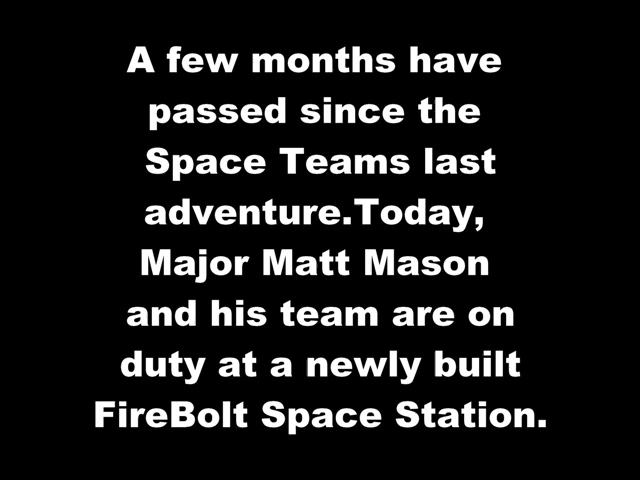 A few months have
passed since the
Space Teams last
adventure.Today,
Major Matt Mason
and his team are on
duty at a newly built
FireBolt Space Station.